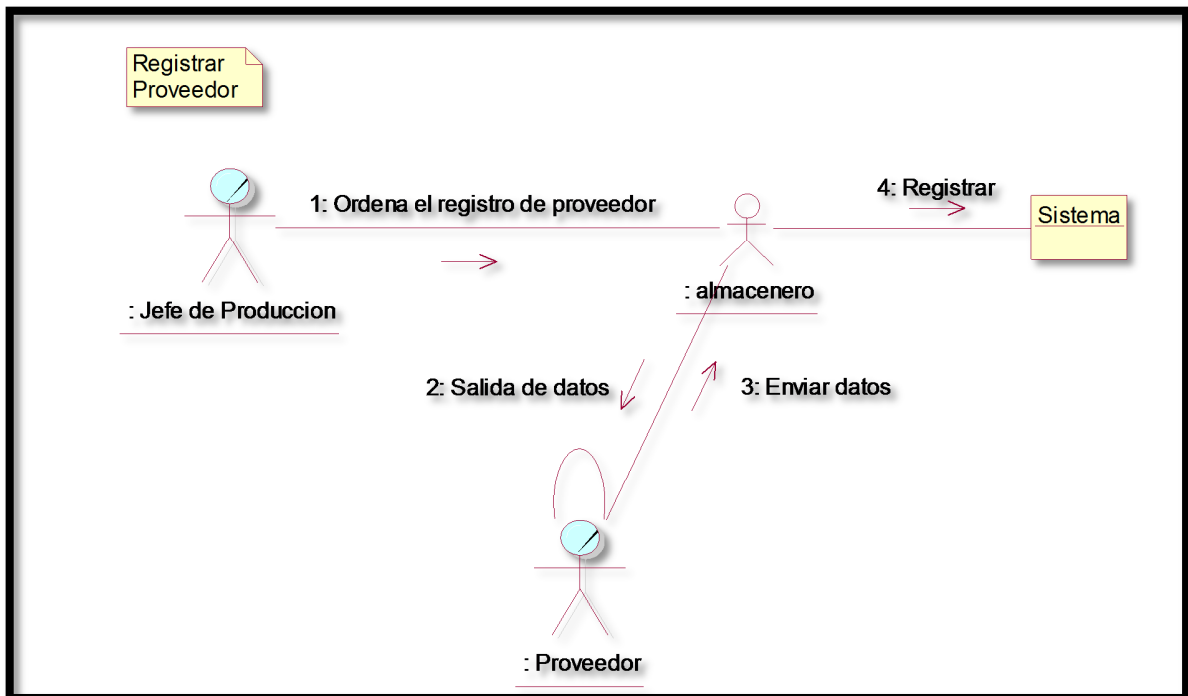 Registrar
Proveedor
1: Ordena el registro de proveedor
4: Registrar
Sistema
: Jefe de Produccion
: almacenero
2: Salida de datos
3: Enviar datos
: Proveedor